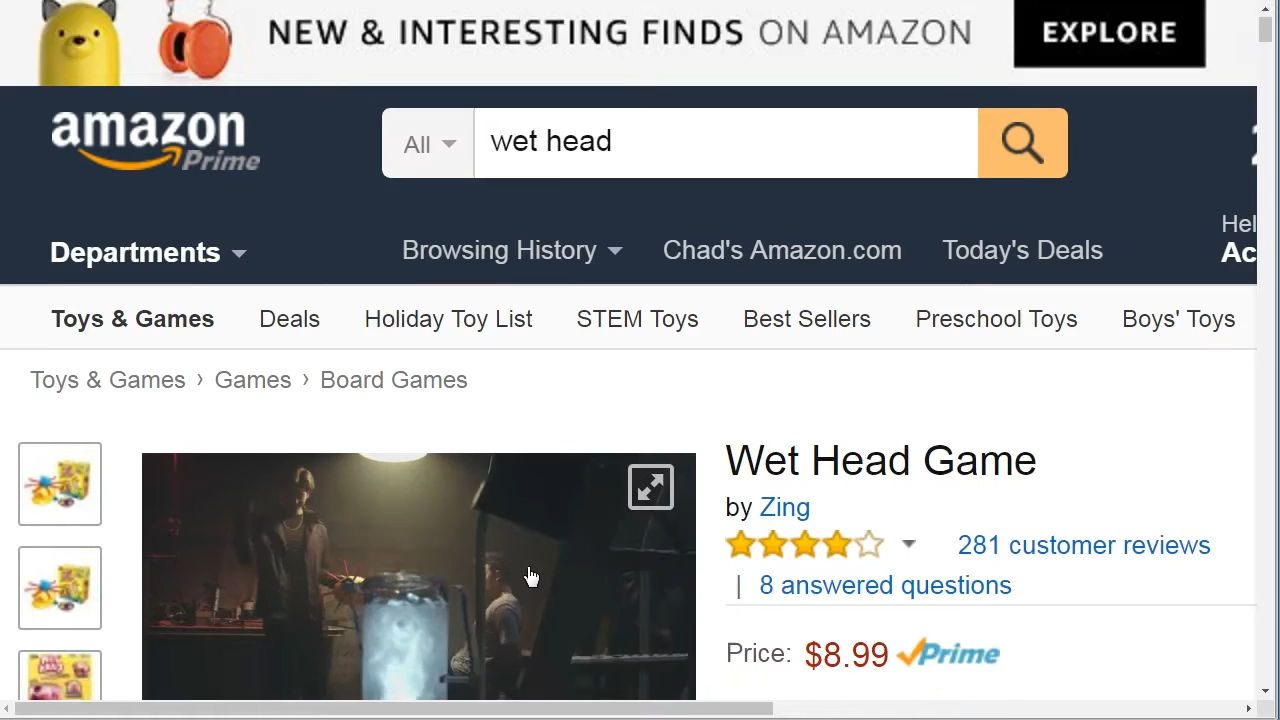 NEW & INTERESTING FINDS ON AMAZON EXPLORE
amazon Prime
All wet head
Hel
Departments Browsing History Chad's Amazon.com Today's Deals Ac
Toys & Games Deals Holiday Toy List STEM Toys Best Sellers Preschool Toys Boys' Toys
Toys & Games › Games › Board Games
Wet Head Game
by Zing
281 customer reviews
| 8 answered questions
Price: $8.99 Prime